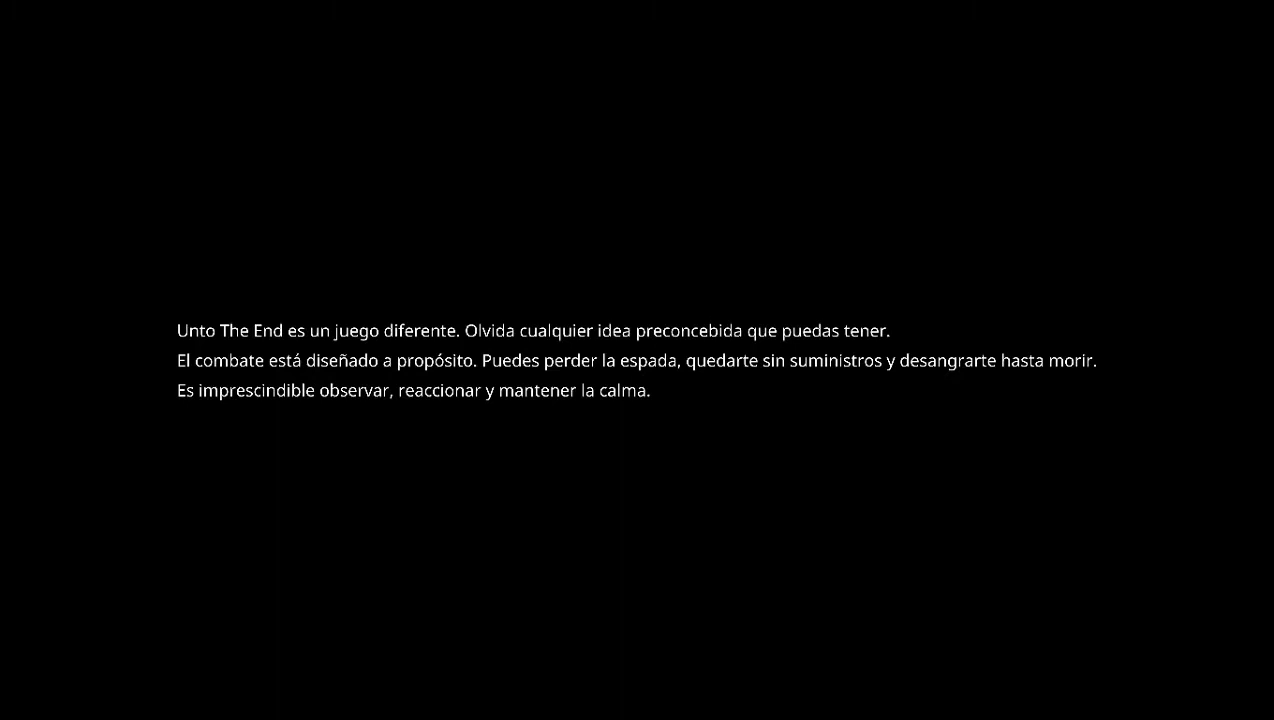 Unto The End es un juego diferente. Olvida cualquier idea preconcebida que puedas tener.
El combate está diseñado a propósito. Puedes perder la espada, quedarte sin suministros y desangrarte hasta morir.
Es imprescindible observar, reaccionar y mantener la calma.